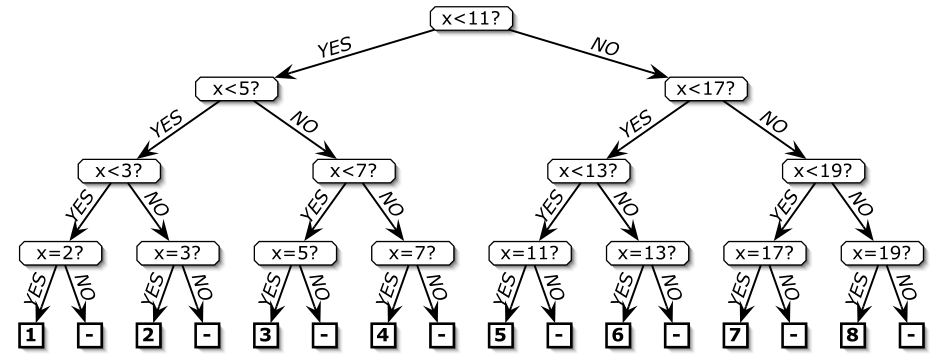 x<11?
YES NO
x<5? x<17?
YES NO YES NO
x<3? x<7? x<13? x<19?
YES NO YES NO YES NO YES NO
x=2? x=3? x=5? x=7? x=11? x=13? x=17? x=19?
YES NO YES NO YES NO YES NO YES NO YES NO YES NO YES NO
1 - 2 - 3 - 4 - 5 - 6 - 7 - 8 -